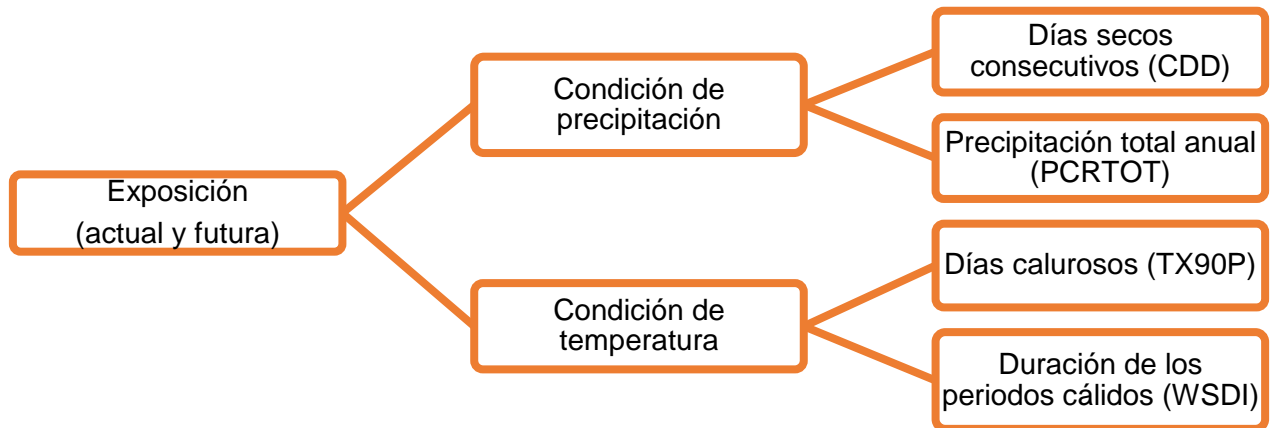 Exposición
(actual y futura)
Condición de
precipitación
Días secos
consecutivos (CDD)
Precipitación total anual
(PCRTOT)
Condición de
temperatura
Días calurosos (TX90P)
Duración de los
periodos cálidos (WSDI)